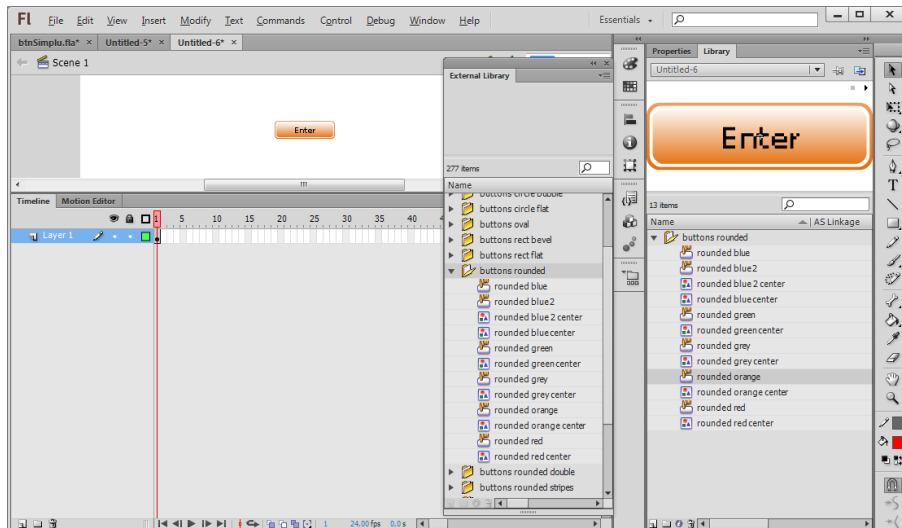 Fl File Edit View Insert Modify Text Commands Control Debug Window Help Essentials
btnSimplu.fla* × Untitled-5* × Untitled-6* ×
Scene 1
Enter
Timeline Motion Editor
1 5 10 15 20 25 30 35 40
Layer 1
1 24.00 fps 0.0 s
External Library
277 items
Name
buttons circle bubble
buttons circle flat
buttons oval
buttons rect bevel
buttons rect flat
buttons rounded
rounded blue
rounded blue2
rounded blue 2 center
rounded blue center
rounded green
rounded green center
rounded grey
rounded grey center
rounded orange
rounded orange center
rounded red
rounded red center
buttons rounded double
buttons rounded stripes
Properties Library
Untitled-6
Enter
13 items
Name AS Linkage
buttons rounded
rounded blue
rounded blue2
rounded blue 2 center
rounded blue center
rounded green
rounded green center
rounded grey
rounded grey center
rounded orange
rounded orange center
rounded red
rounded red center